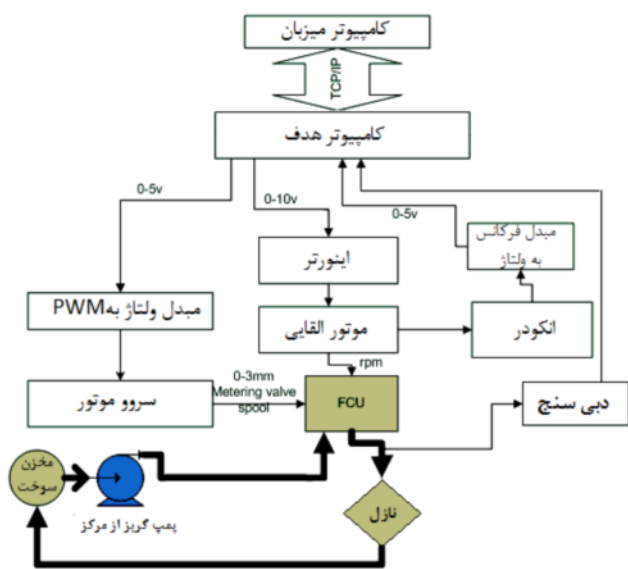 کامپیوتر میزبان
TCP/IP
کامپیوتر هدف
0-5v
0-10v
0-5v
مبدل فرکانس
به ولتاژ
اینورتر
مبدل ولتاژ بهPWM
موتور القایی
انکودر
rpm
0-3mm
Metering valve
spool
سروو موتور
FCU
دبی سنج
مخزن
سوخت
نازل
پمپ گریز از مرکز